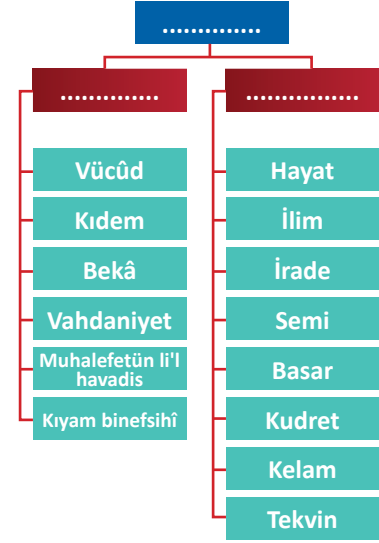 ..............
..............
................
Vücûd
Kıdem
Bekâ
Vahdaniyet
Muhalefetün li'l
havadis
Kıyam binefsihî
Hayat
İlim
İrade
Semi
Basar
Kudret
Kelam
Tekvin